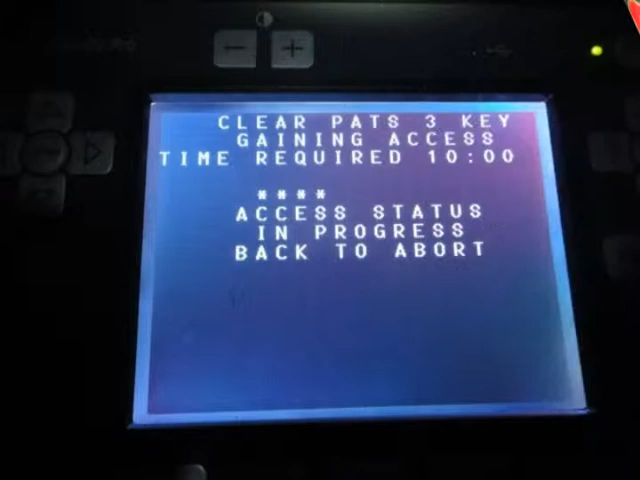 CLEAR PATS 3 KEY
GAINING ACCESS
TIME REQUIRED 10:00
****
ACCESS STATUS
IN PROGRESS
BACK TO ABORT